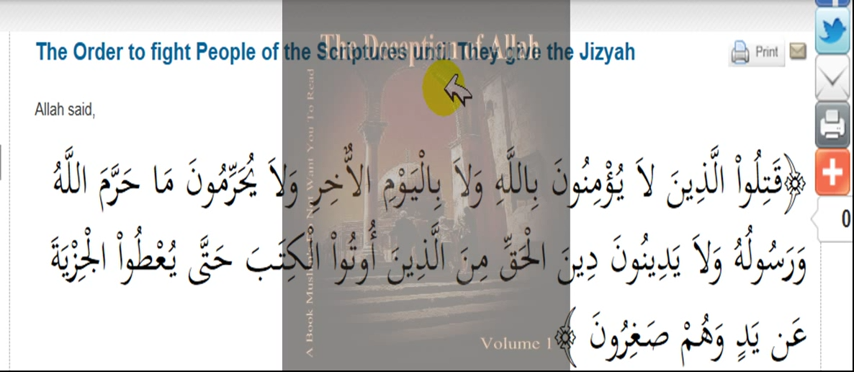 The Deception of Allah
The Order to fight People of the Scriptures until They give the Jizyah
Print
Allah said,
﴿قَـتِلُواْ الَّذِينَ لاَ يُؤْمِنُونَ بِاللَّهِ وَلاَ بِالْيَوْمِ الاٌّخِرِ وَلاَ يُحَرِّمُونَ مَا حَرَّمَ اللَّهُ
وَرَسُولُهُ وَلاَ يَدِينُونَ دِينَ الْحَقِّ مِنَ الَّذِينَ أُوتُواْ الْكِتَـبَ حَتَّى يُعْطُواْ الْجِزْيَةَ
عَن يَدٍ وَهُمْ صَـغِرُونَ ﴾
A Book Muslims Do Not Want You To Read
Volume 1
0